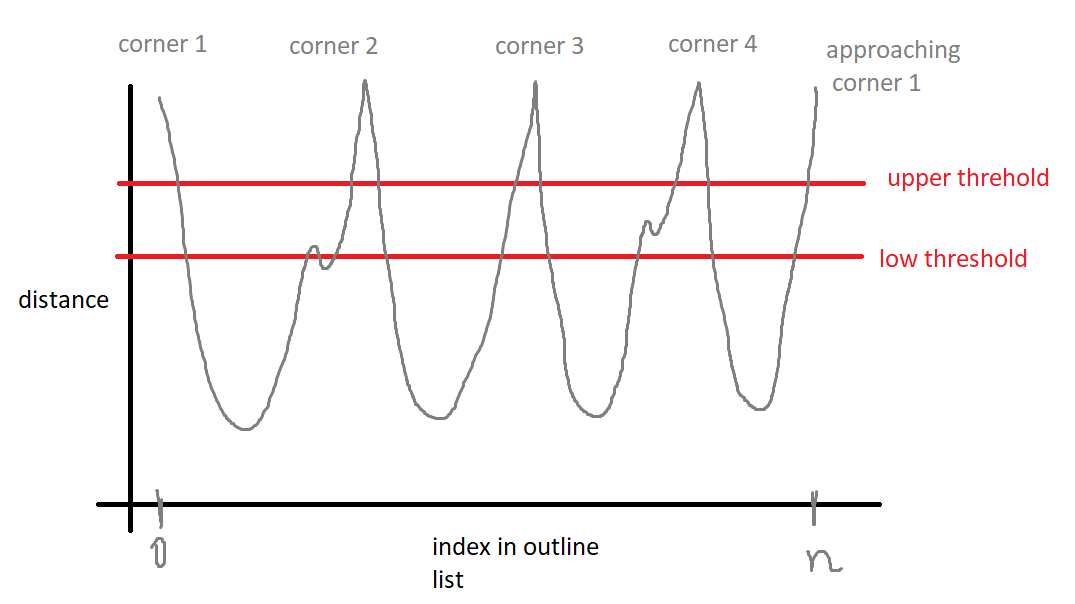 corner 1
corner 2
corner 3
corner 4
approaching
corner 1
upper threhold
low threshold
distance
0
n
index in outline
list